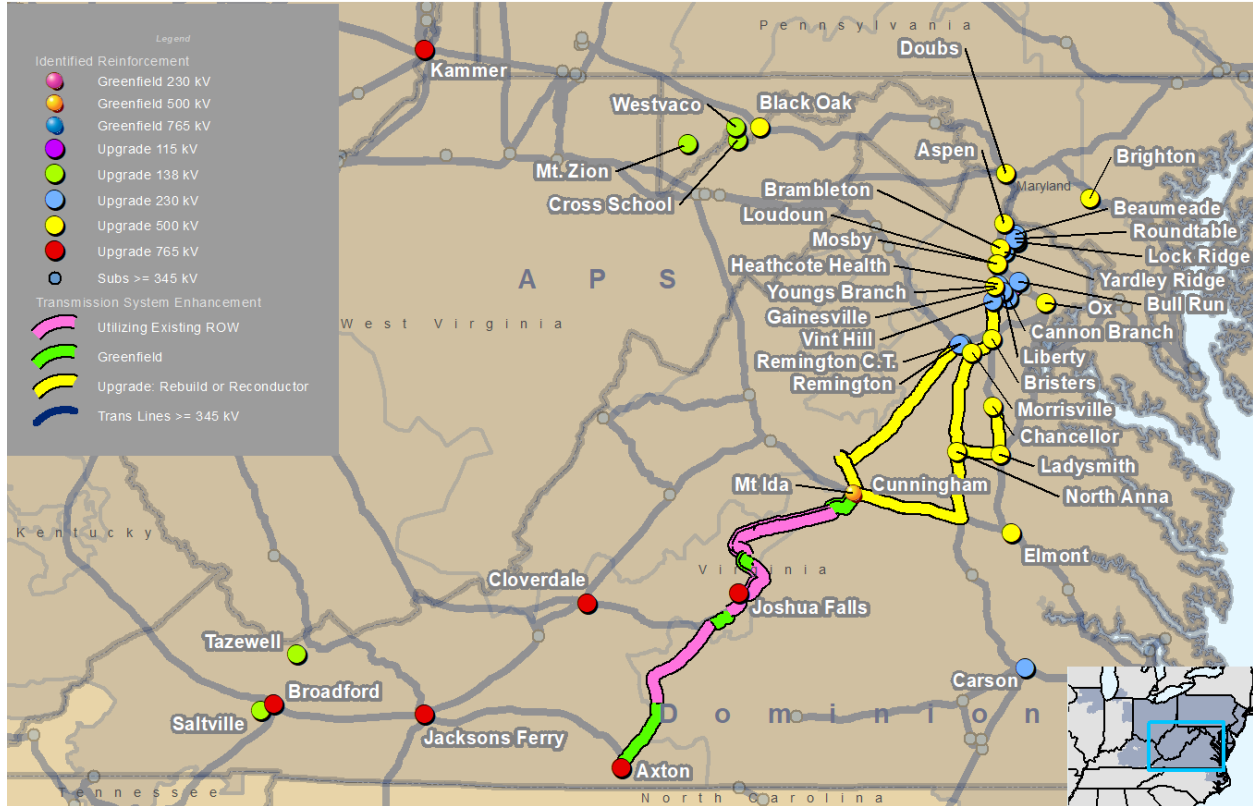 Legend
Identified Reinforcement
Greenfield 230 kV
Greenfield 500 kV
Greenfield 765 kV
Upgrade 115 kV
Upgrade 138 kV
Upgrade 230 kV
Upgrade 500 kV
Upgrade 765 kV
Subs >= 345 kV
Transmission System Enhancement
Utilizing Existing ROW
Greenfield
Upgrade: Rebuild or Reconductor
Trans Lines >= 345 kV
Pennsylvania
Doubs
Kammer
Westvaco
Black Oak
Aspen
Mt. Zion
Brighton
Maryland
Cross School
Brambleton
Beaumeade
Loudoun
Roundtable
Mosby
Lock Ridge
Heathcote Health
Yardley Ridge
APS
Youngs Branch
Bull Run
Gainesville
Ox
West Virginia
Vint Hill
Cannon Branch
Remington C.T.
Liberty
Remington
Bristers
Morrisville
Chancellor
Ladysmith
Mt Ida
Cunningham
North Anna
Kentucky
Elmont
Virginia
Cloverdale
Joshua Falls
Tazewell
Carson
Broadford
Saltville
Dominion
Jacksons Ferry
Axton
Tennessee
North Carolina